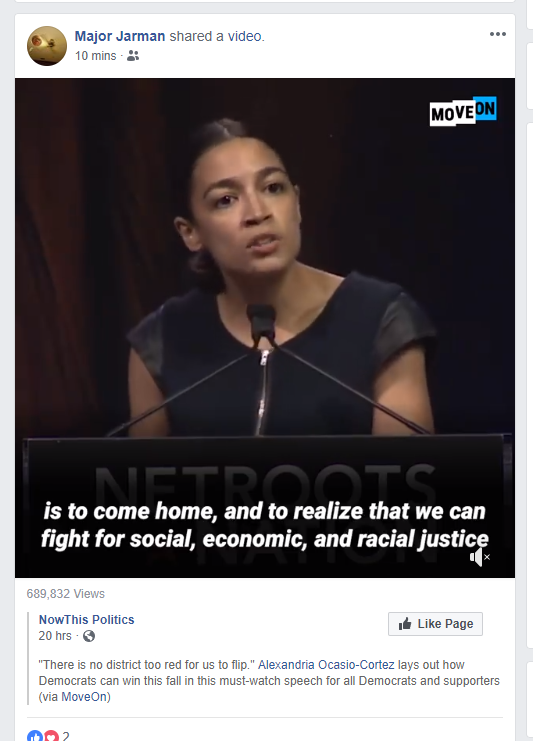 Major Jarman shared a video.
10 mins ·
MOVEON
NETROOTS
NATION
is to come home, and to realize that we can
fight for social, economic, and racial justice
689,832 Views
NowThis Politics
20 hrs ·
Like Page
"There is no district too red for us to flip." Alexandria Ocasio-Cortez lays out how
Democrats can win this fall in this must-watch speech for all Democrats and supporters
(via MoveOn)
2